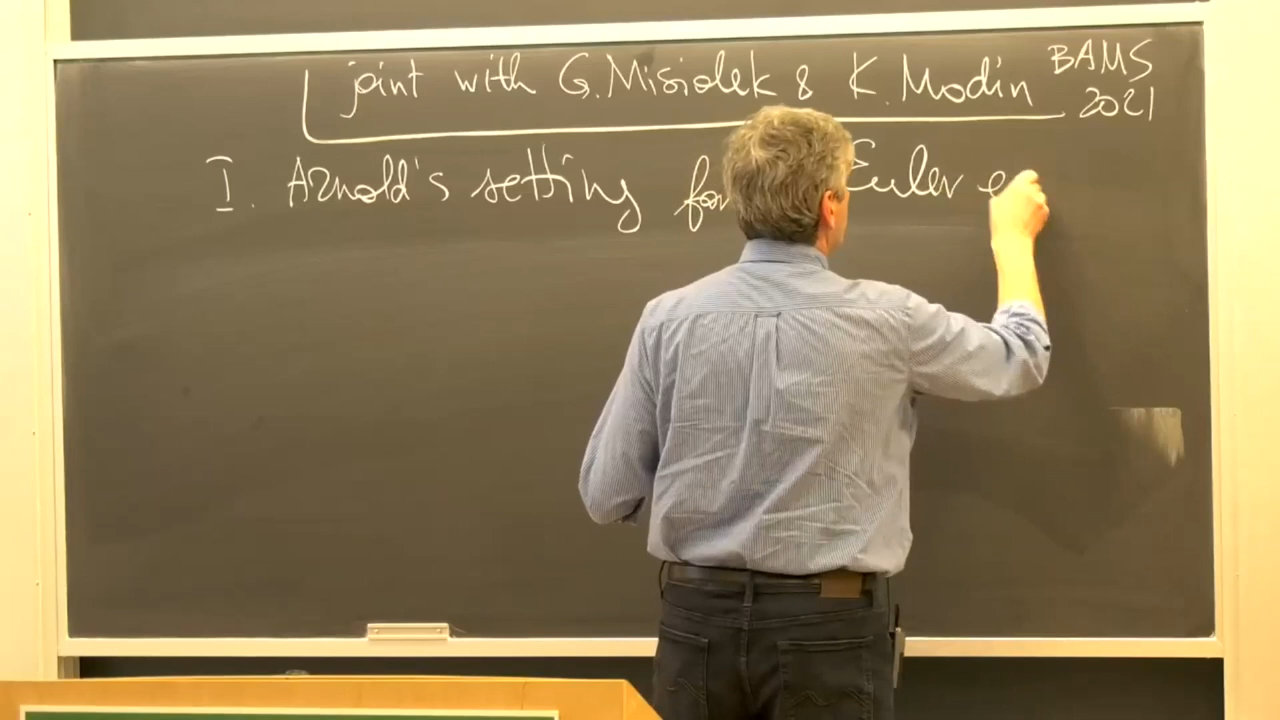 joint with G. Misiolek & K. Modin BAMS 2021
I. Arnold's setting for Euler e